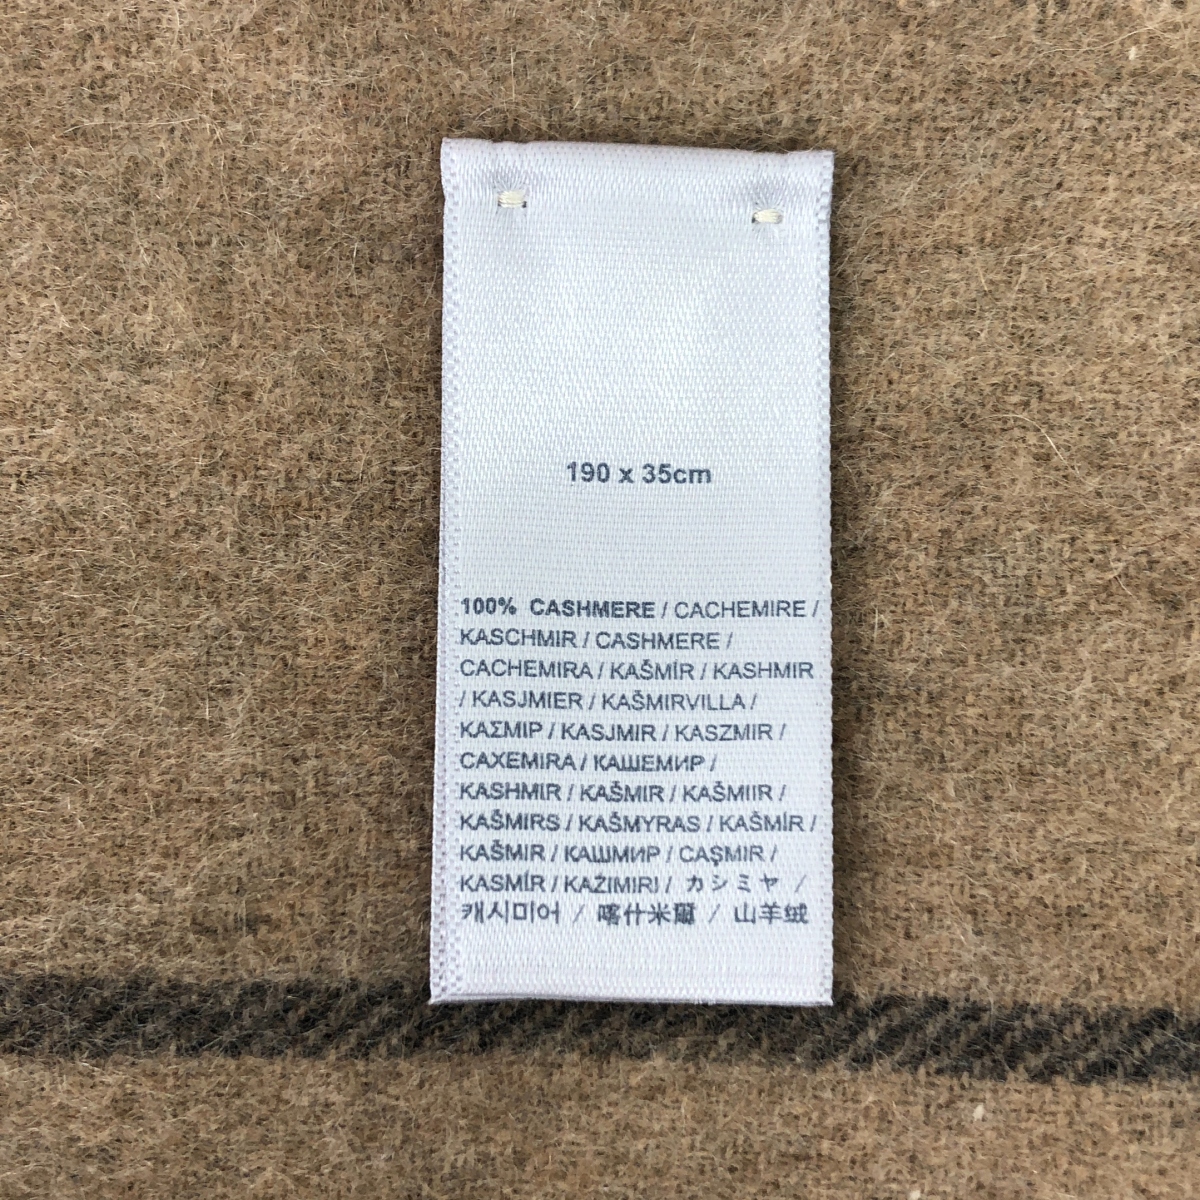 190 x 35cm
100% CASHMERE / CACHEMIRE /
KASCHMIR / CASHMERE /
CACHEMIRA / KAŠMÍR / KASHMIR
/ KASJMIER / KAŠMIRVILLA /
ΚΑΣΜΙΡ / KASJMIR / KASZMIR /
CAXEMIRA / КАШЕМИР /
KASHMIR / KAŠMIR / KAŠMIIR /
KAŠMIRS / KAŠMYRAS / KAŠMÍR /
KAŠMIR / КАШМИР / CAŞMIR /
KASMÍR / KAŻIMIRI / カシミヤ /
캐시미어 / 喀什米爾 / 山羊绒